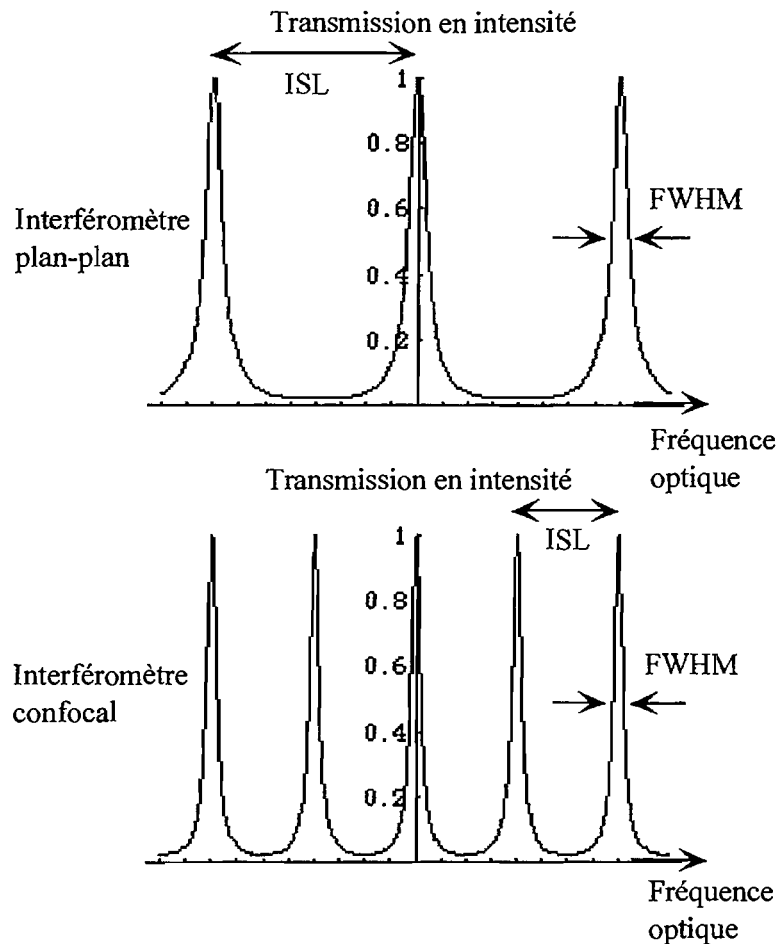 Transmission en intensité
ISL
1
0.8
0.6
0.4
0.2
Interféromètre
plan-plan
FWHM
Fréquence
optique
Transmission en intensité
ISL
1
0.8
0.6
0.4
0.2
Interféromètre
confocal
FWHM
Fréquence
optique